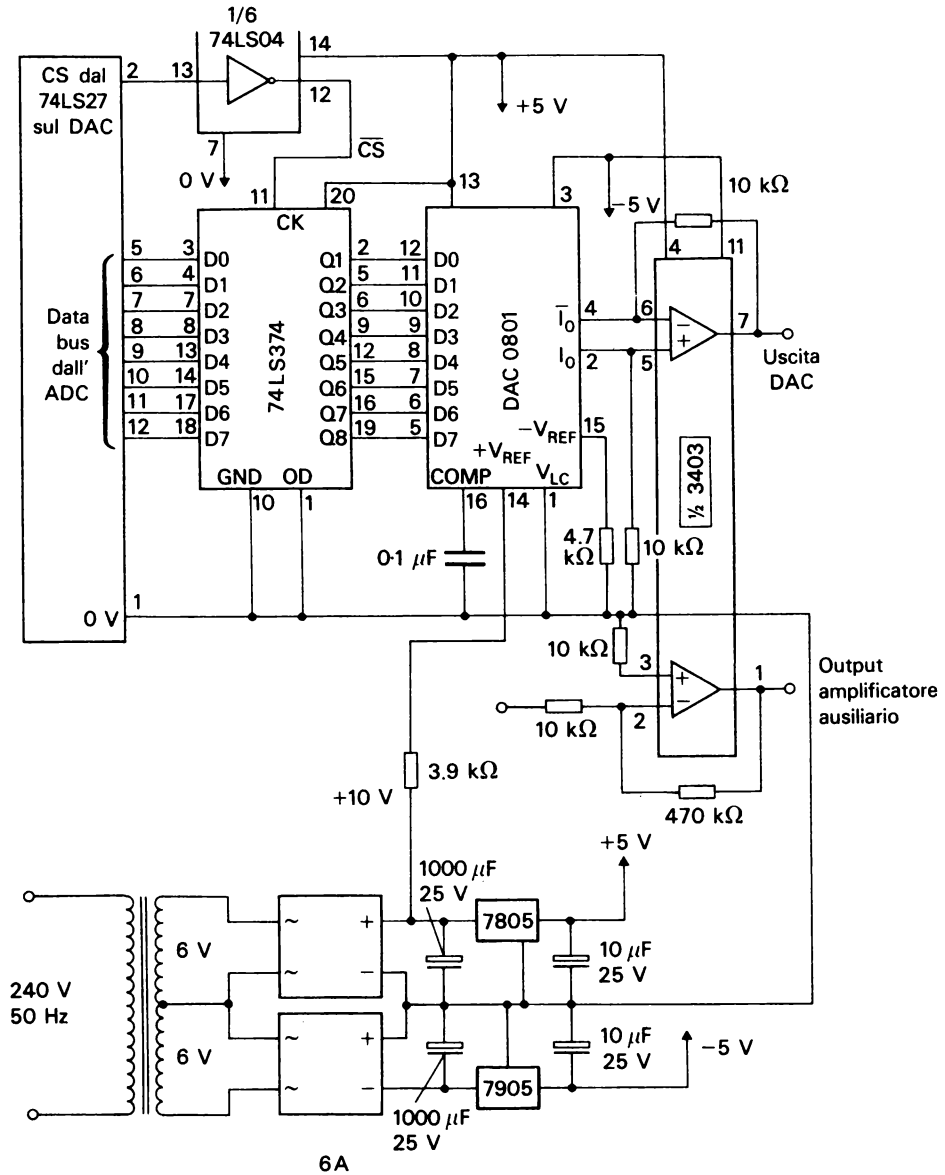 1/6
74LS04
14
CS dal
74LS27
sul DAC
2
13
12
+5 V
7
0 V
C̅S̅
11
20
13
3
-5 V
10 kΩ
CK
4
11
5
3
D0
Q1
2
12
D0
6
4
D1
Q2
5
11
D1
7
7
D2
Q3
6
10
D2
8
8
D3
Q4
9
9
D3
9
13
D4
Q5
12
8
D4
10
14
D5
Q6
15
7
D5
11
17
D6
Q7
16
6
D6
12
18
D7
Q8
19
5
D7
Data
bus
dall'
ADC
74LS374
DAC 0801
I̅0
4
6
−
7
I0
2
5
+
Uscita
DAC
-VREF
15
+VREF
GND
OD
COMP
VLC
10
1
16
14
1
½ 3403
0·1 μF
4.7
kΩ
10 kΩ
0 V
1
10 kΩ
3
+
1
Output
amplificatore
ausiliario
−
10 kΩ
2
3.9 kΩ
+10 V
470 kΩ
+5 V
1000 μF
25 V
~
+
7805
6 V
10 μF
25 V
~
−
240 V
50 Hz
~
+
6 V
10 μF
25 V
-5 V
~
−
7905
1000 μF
25 V
6A